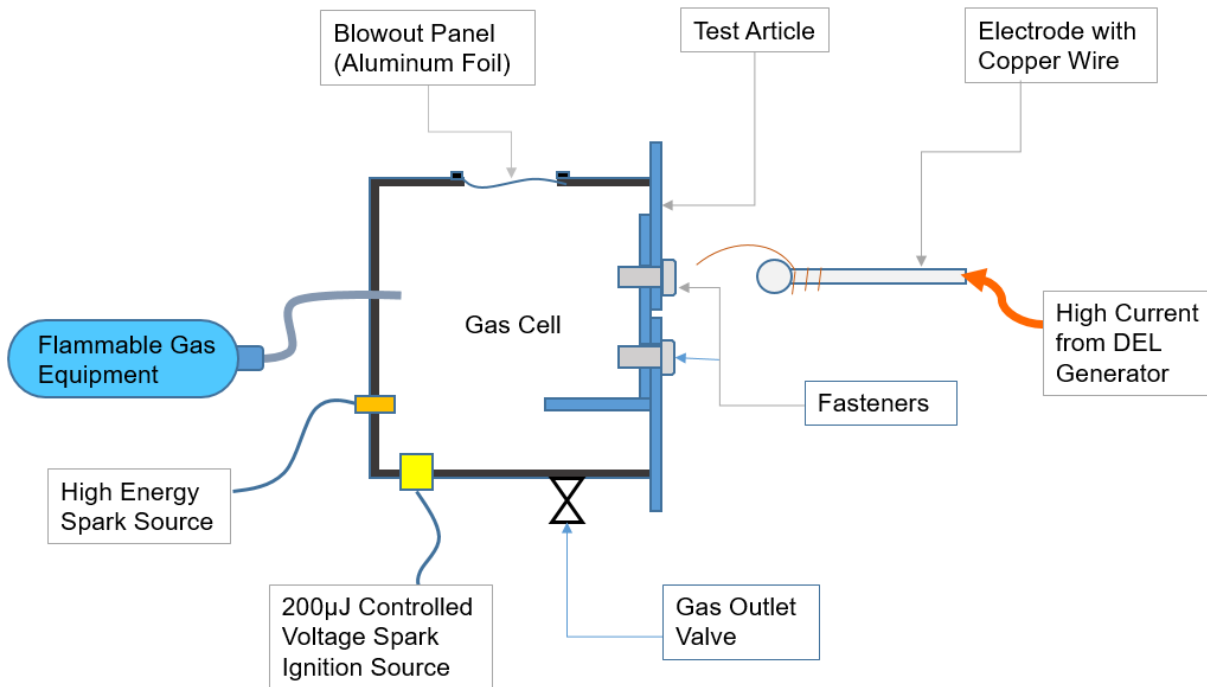 Blowout Panel
(Aluminum Foil)
Test Article
Electrode with
Copper Wire
Gas Cell
Flammable Gas
Equipment
High Current
from DEL
Generator
Fasteners
High Energy
Spark Source
200µJ Controlled
Voltage Spark
Ignition Source
Gas Outlet
Valve